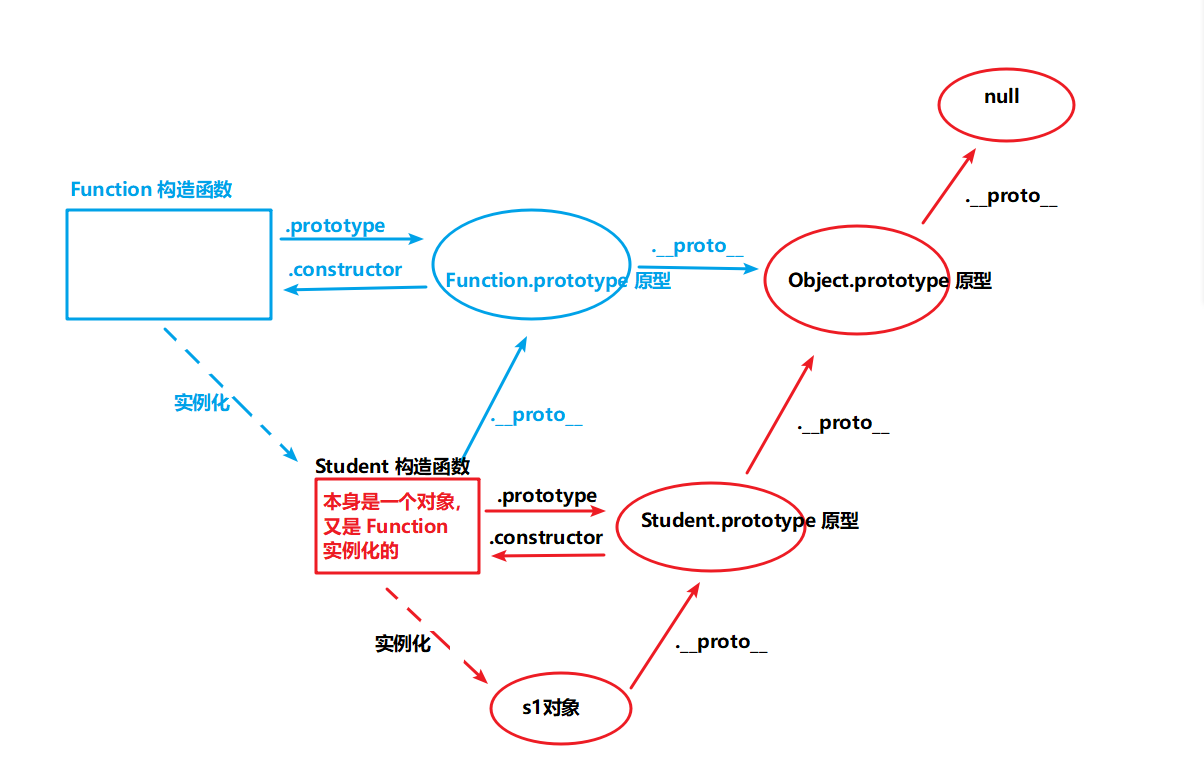 null
Function 构造函数
.prototype
.__proto__
.__proto__
.constructor
Function.prototype 原型
Object.prototype 原型
实例化
.__proto__
.__proto__
Student 构造函数
本身是一个对象，
又是 Function
实例化的
.prototype
.constructor
Student.prototype 原型
实例化
.__proto__
s1对象